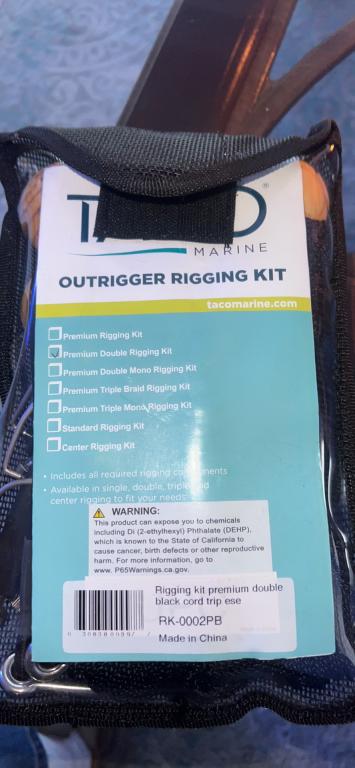 MARINE
OUTRIGGER RIGGING KIT
tacomarine.com
Premium Rigging Kit
Premium Double Rigging Kit
Premium Double Mono Rigging Kit
Premium Triple Braid Rigging Kit
Premium Triple Mono Rigging Kit
Standard Rigging Kit
Center Rigging Kit
• Includes all required rigging components
• Available in single, double, triple and
center rigging to fit your needs
WARNING:
This product can expose you to chemicals
including Di (2-ethylhexyl) Phthalate (DEHP),
which is known to the State of California to
cause cancer, birth defects or other reproductive
harm. For more information, go to
www. P65Warnings.ca.gov.
Rigging kit premium double
black cord trip ese
RK-0002PB
Made in China